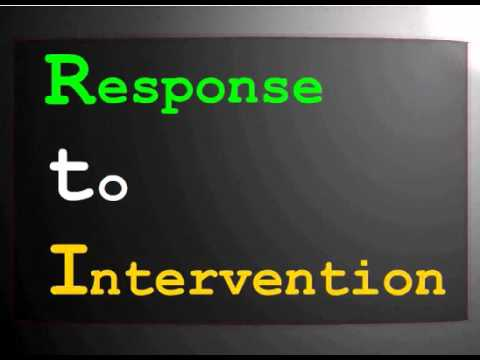 Response
to
Intervention